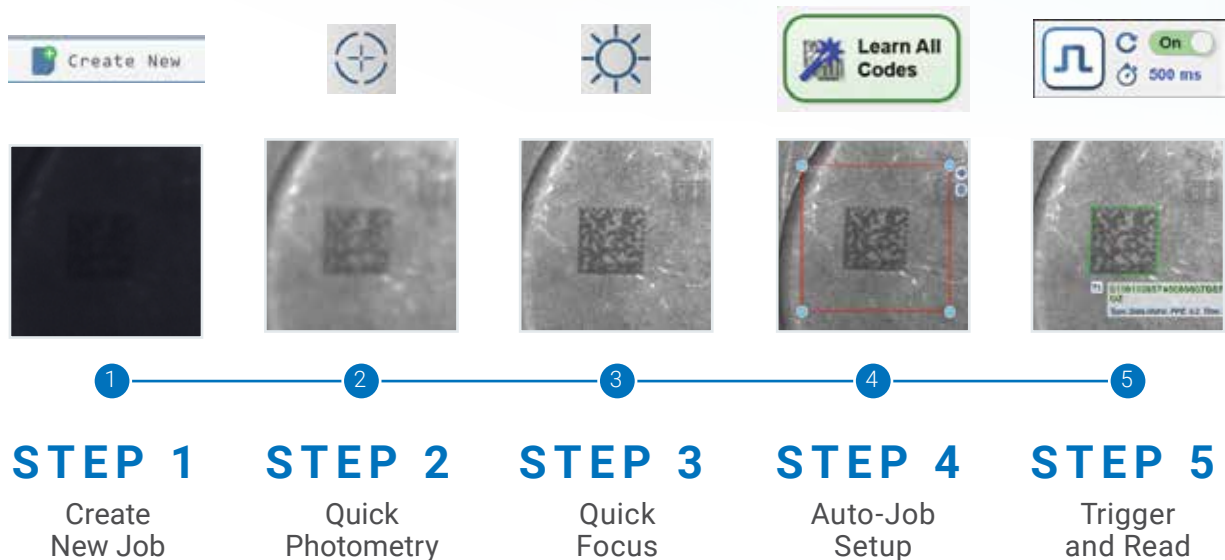 Create New
Learn All
Codes
On
500 ms
1
2
3
4
5
STEP 1
STEP 2
STEP 3
STEP 4
STEP 5
Create
New Job
Quick
Photometry
Quick
Focus
Auto-Job
Setup
Trigger
and Read